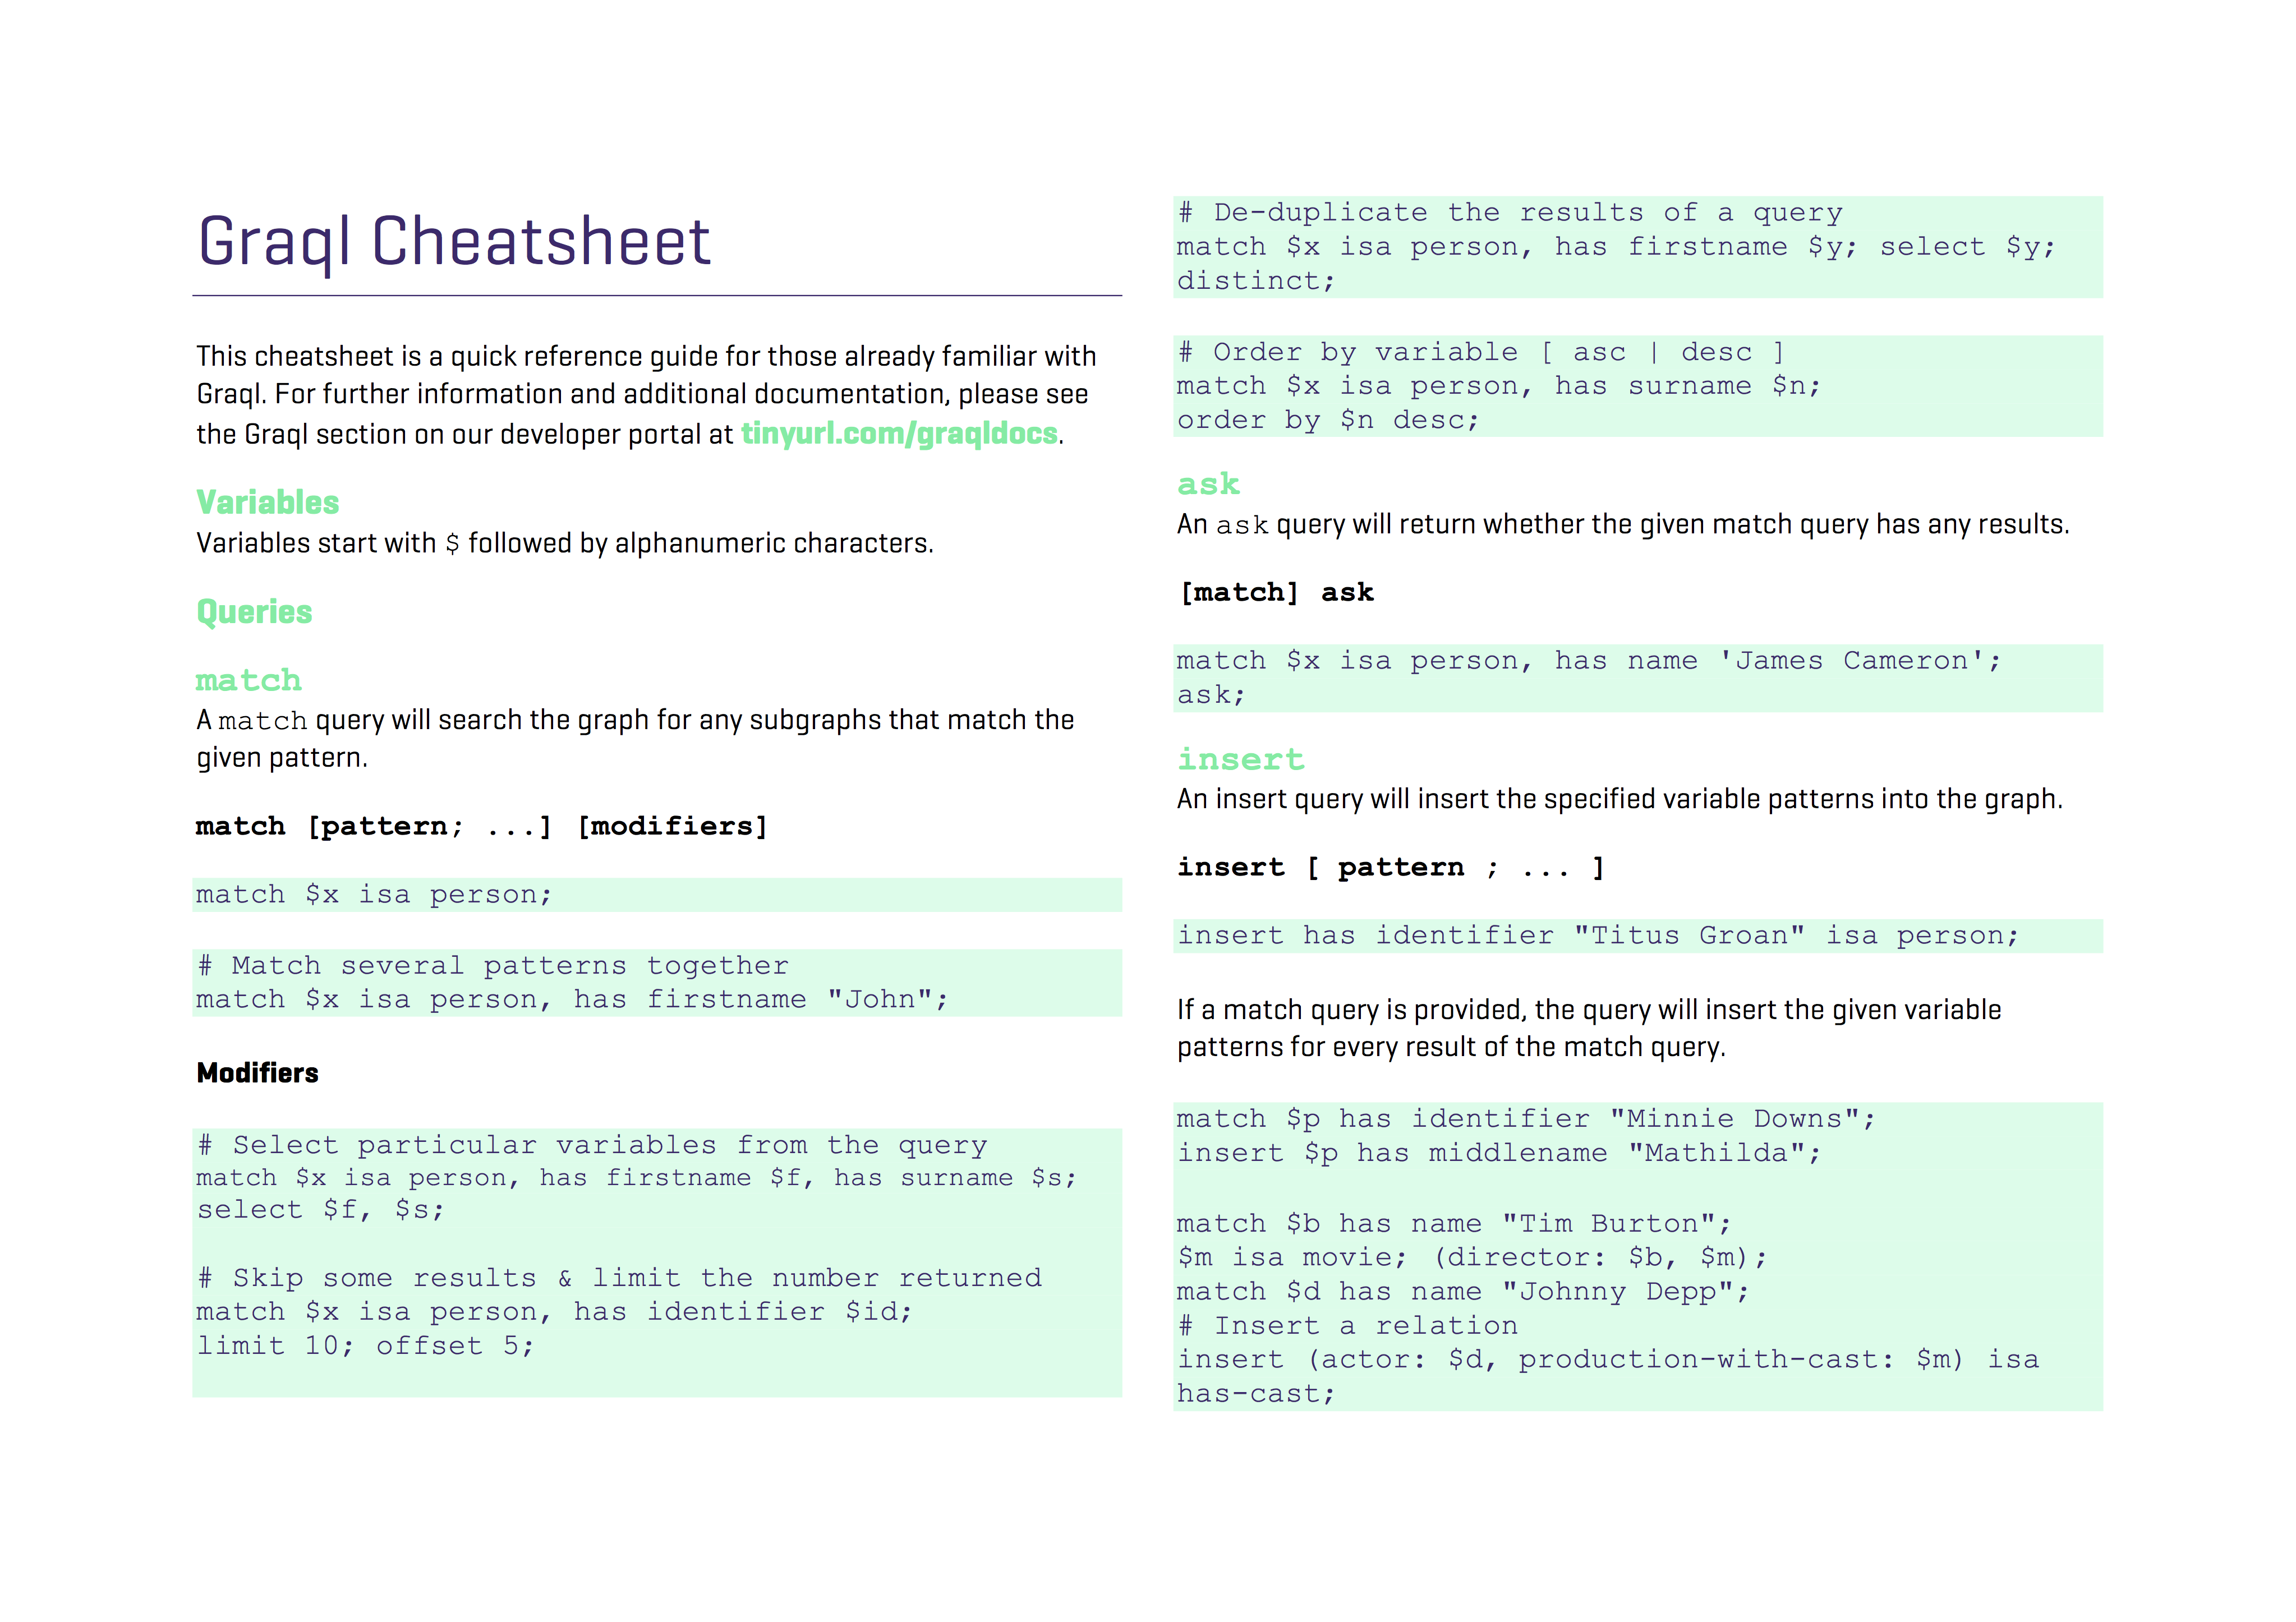 Graql Cheatsheet
This cheatsheet is a quick reference guide for those already familiar with
Graql. For further information and additional documentation, please see
the Graql section on our developer portal at tinyurl.com/graqldocs.
Variables
Variables start with $ followed by alphanumeric characters.
Queries
match
A match query will search the graph for any subgraphs that match the
given pattern.
match [pattern; ...] [modifiers]
match $x isa person;
# Match several patterns together
match $x isa person, has firstname "John";
Modifiers
# Select particular variables from the query
match $x isa person, has firstname $f, has surname $s;
select $f, $s;
# Skip some results & limit the number returned
match $x isa person, has identifier $id;
limit 10; offset 5;
# De-duplicate the results of a query
match $x isa person, has firstname $y; select $y;
distinct;
# Order by variable [ asc | desc ]
match $x isa person, has surname $n;
order by $n desc;
ask
An ask query will return whether the given match query has any results.
[match] ask
match $x isa person, has name 'James Cameron';
ask;
insert
An insert query will insert the specified variable patterns into the graph.
insert [ pattern ; ... ]
insert has identifier "Titus Groan" isa person;
If a match query is provided, the query will insert the given variable
patterns for every result of the match query.
match $p has identifier "Minnie Downs";
insert $p has middlename "Mathilda";
match $b has name "Tim Burton";
$m isa movie; (director: $b, $m);
match $d has name "Johnny Depp";
# Insert a relation
insert (actor: $d, production-with-cast: $m) isa
has-cast;